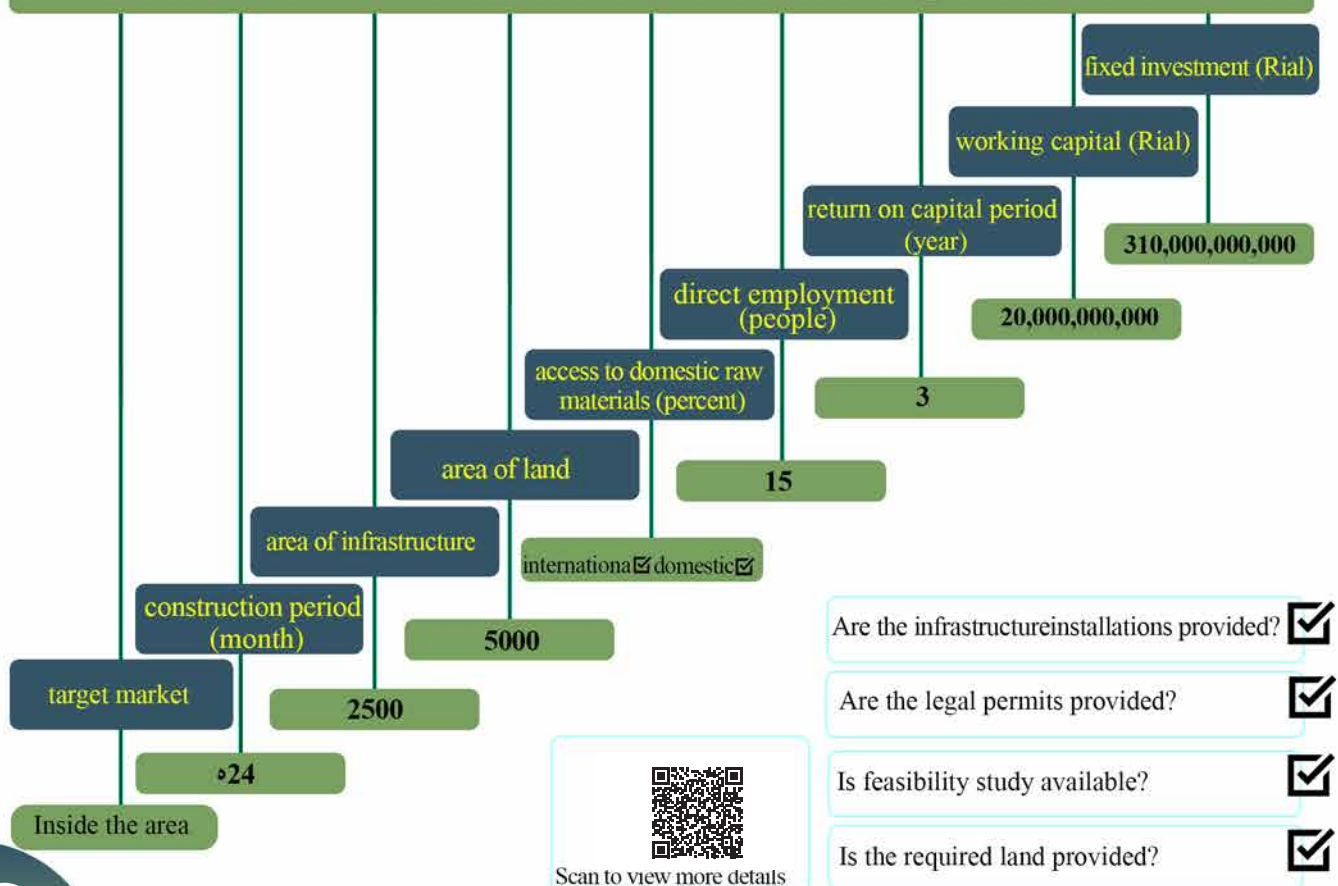 fixed investment (Rial)
310,000,000,000
working capital (Rial)
20,000,000,000
return on capital period
(year)
3
direct employment
(people)
15
access to domestic raw
materials (percent)
internationa☑ domestic☑
area of land
5000
area of infrastructure
2500
construction period
(month)
ه24
target market
Inside the area
Are the infrastructureinstallations provided? ☑
Are the legal permits provided? ☑
Is feasibility study available? ☑
Is the required land provided? ☑
Scan to view more details